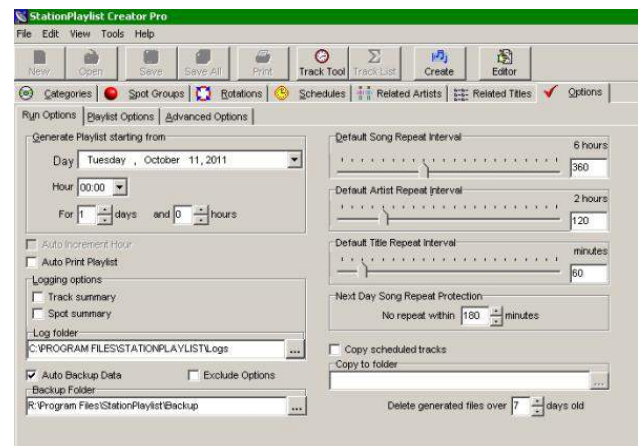 StationPlaylist Creator Pro
File Edit View Tools Help
New Open Save Save All Print Track Tool Track List Create Editor
Categories Spot Groups Rotations Schedules Related Artists Related Titles Options
Run Options Playlist Options Advanced Options
Generate Playlist starting from
Day Tuesday , October 11, 2011
Hour 00:00
For 1 days and 0 hours
Auto Increment Hour
Auto Print Playlist
Logging options
Track summary
Spot summary
Log folder
C:\PROGRAM FILES\STATIONPLAYLIST\Logs ...
Auto Backup Data Exclude Options
Backup Folder
R:\Program Files\StationPlaylist\Backup ...
Default Song Repeat Interval
6 hours
360
Default Artist Repeat Interval
2 hours
120
Default Title Repeat Interval
minutes
60
Next Day Song Repeat Protection
No repeat within 180 minutes
Copy scheduled tracks
Copy to folder
...
Delete generated files over 7 days old